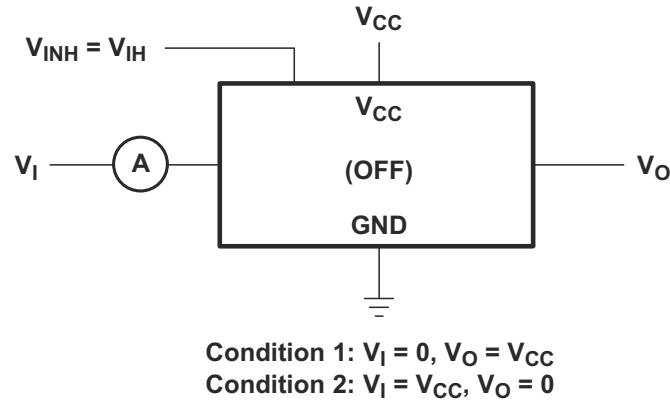 V_CC
V_INH = V_IH
V_CC
V_I
A
(OFF)
V_O
GND
Condition 1: V_I = 0, V_O = V_CC
Condition 2: V_I = V_CC, V_O = 0